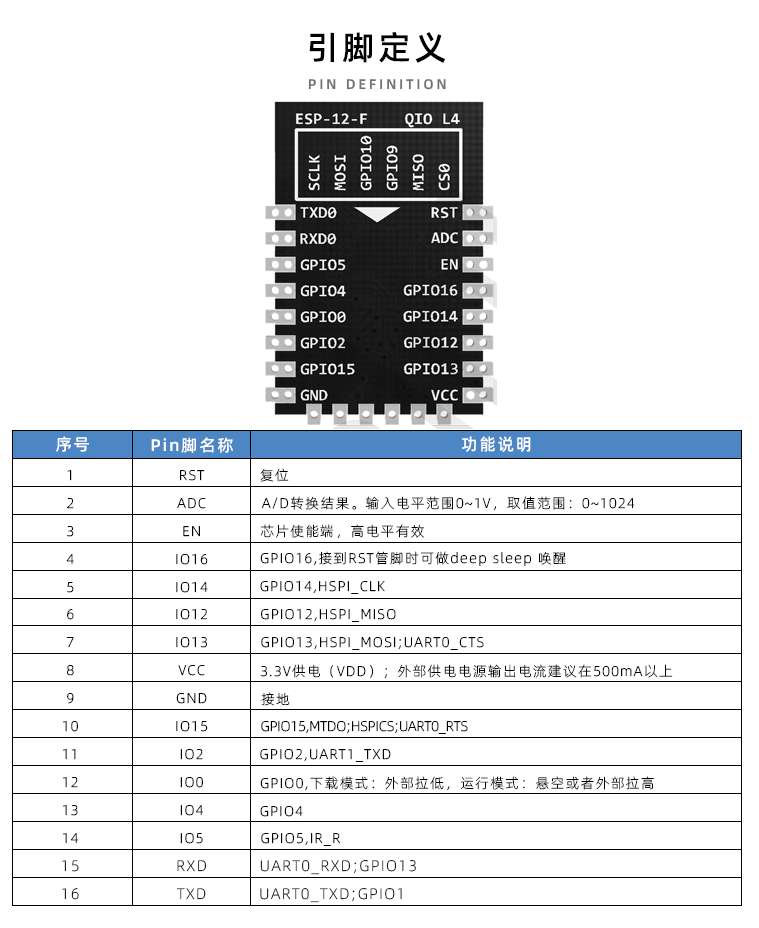 引脚定义
PIN DEFINITION
ESP-12-F QIO L4
SCLK MOSI GPIO10 GPIO9 MISO CS0
TXD0 RST
RXD0 ADC
GPIO5 EN
GPIO4 GPIO16
GPIO0 GPIO14
GPIO2 GPIO12
GPIO15 GPIO13
GND VCC
序号 Pin脚名称 功能说明
1 RST 复位
2 ADC A/D转换结果。输入电平范围0~1V，取值范围：0~1024
3 EN 芯片使能端，高电平有效
4 IO16 GPIO16,接到RST管脚时可做deep sleep 唤醒
5 IO14 GPIO14,HSPI_CLK
6 IO12 GPIO12,HSPI_MISO
7 IO13 GPIO13,HSPI_MOSI;UART0_CTS
8 VCC 3.3V供电（VDD）；外部供电电源输出电流建议在500mA以上
9 GND 接地
10 IO15 GPIO15,MTDO;HSPICS;UART0_RTS
11 IO2 GPIO2,UART1_TXD
12 IO0 GPIO0,下载模式：外部拉低，运行模式：悬空或者外部拉高
13 IO4 GPIO4
14 IO5 GPIO5,IR_R
15 RXD UART0_RXD;GPIO13
16 TXD UART0_TXD;GPIO1